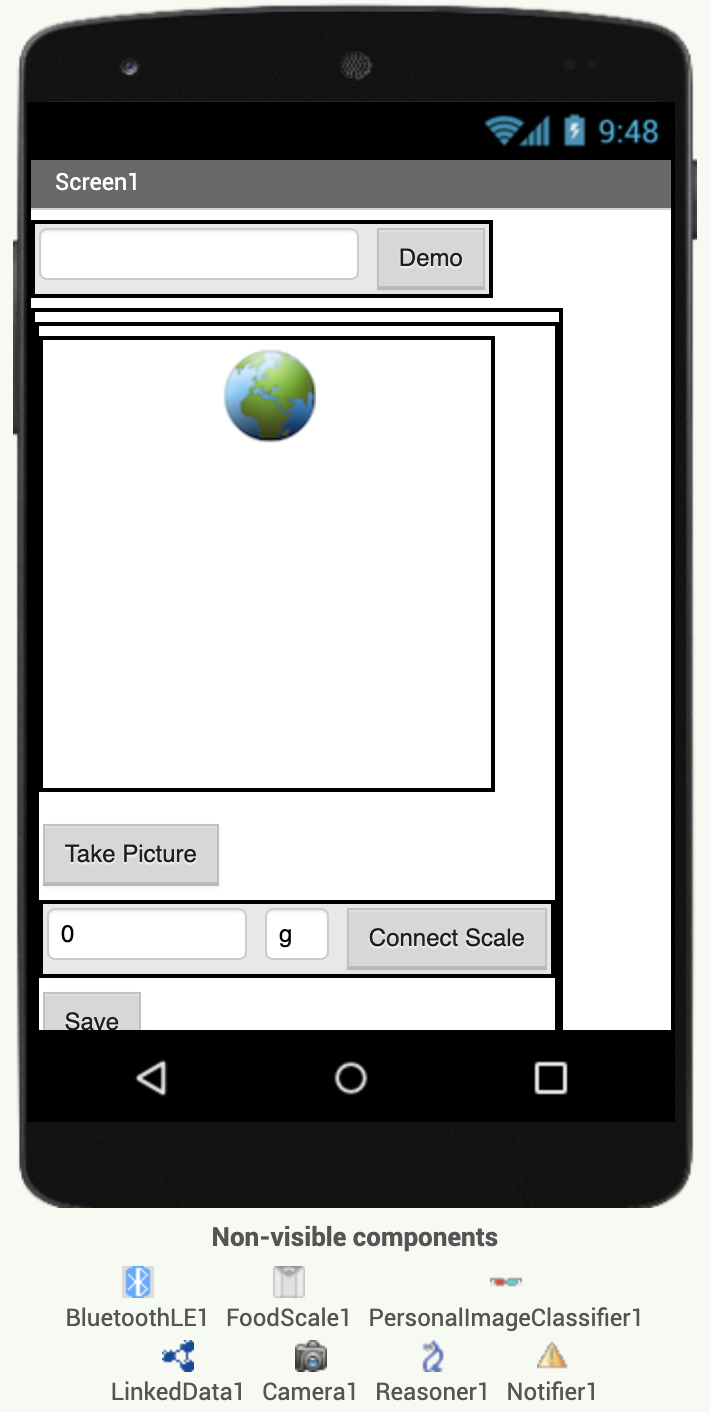 9:48
Screen1
Demo
Take Picture
0 g Connect Scale
Save
Non-visible components
BluetoothLE1 FoodScale1 PersonalImageClassifier1
LinkedData1 Camera1 Reasoner1 Notifier1